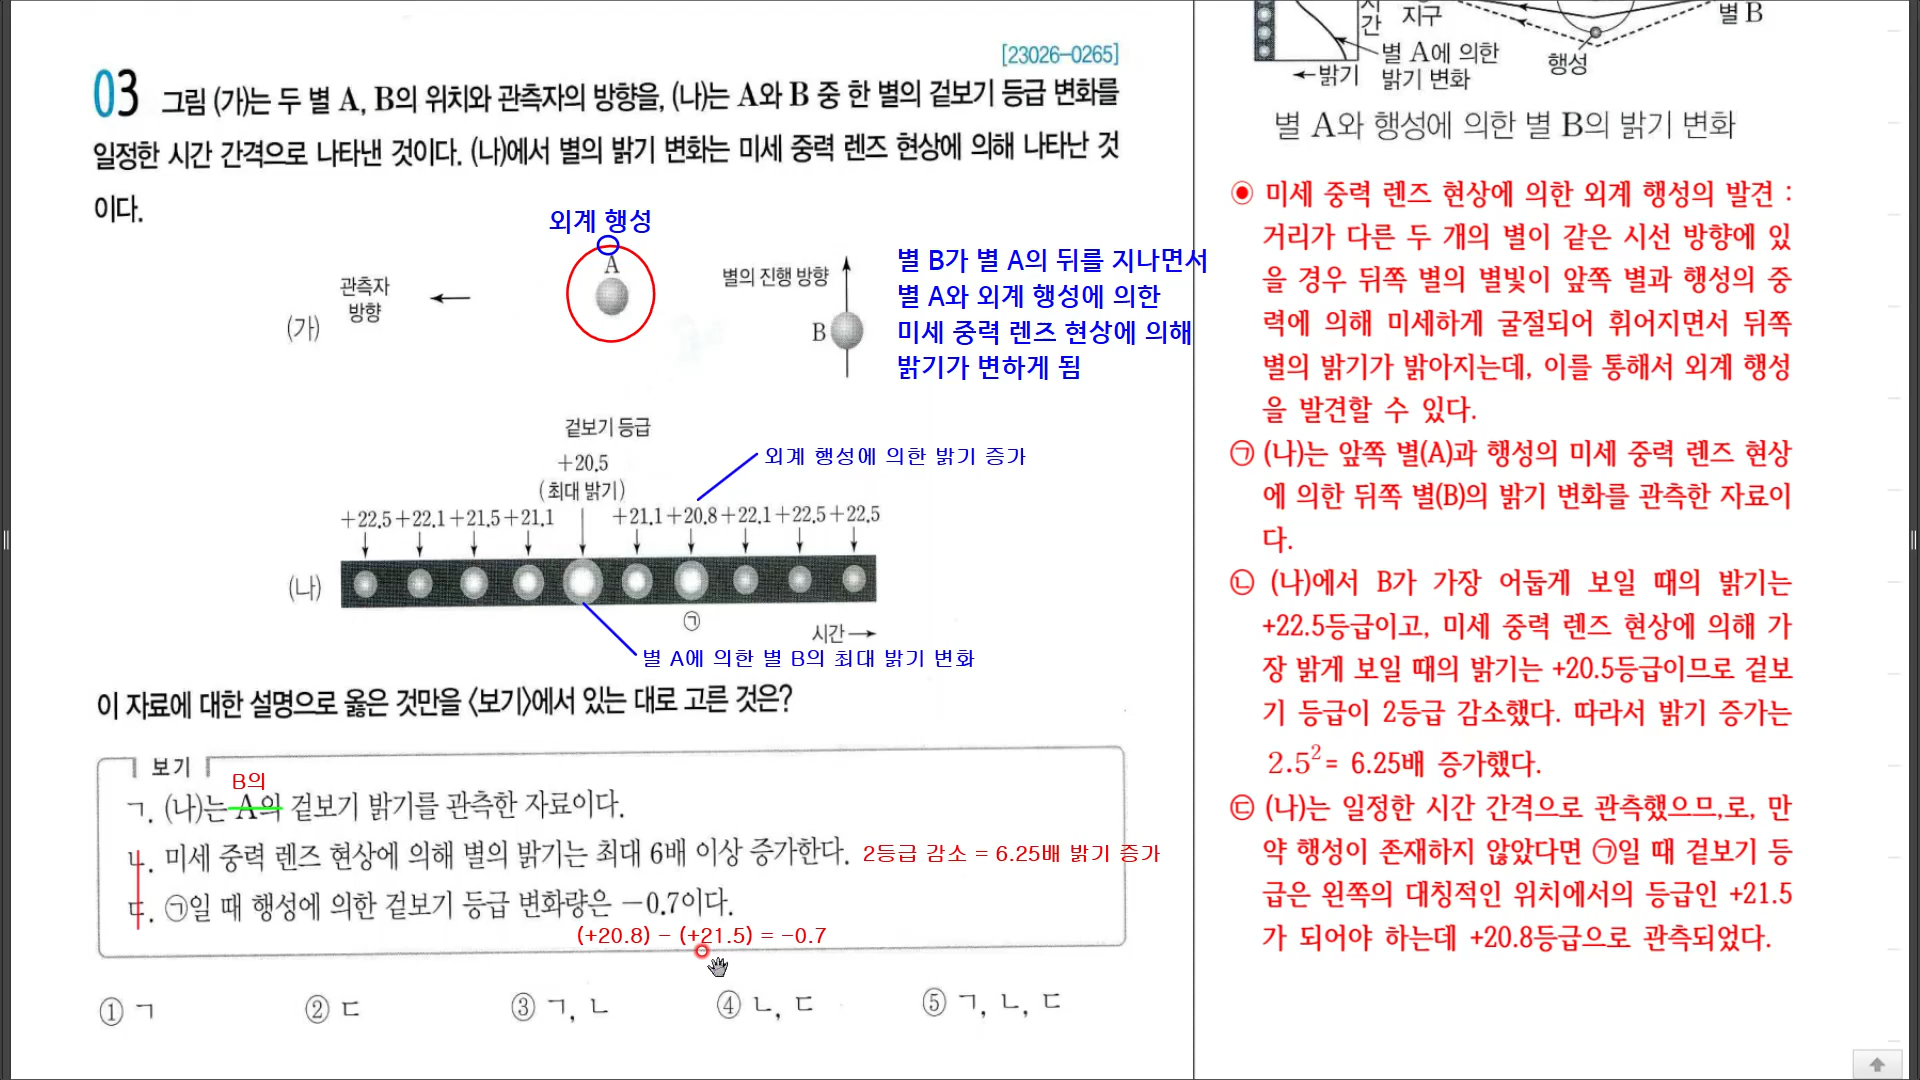 [23026-0265]
03 그림 (가)는 두 별 A, B의 위치와 관측자의 방향을, (나)는 A와 B 중 한 별의 겉보기 등급 변화를
일정한 시간 간격으로 나타낸 것이다. (나)에서 별의 밝기 변화는 미세 중력 렌즈 현상에 의해 나타난 것
이다.
외계 행성
A
관측자
방향
(가)
별의 진행 방향
B
별 B가 별 A의 뒤를 지나면서
별 A와 외계 행성에 의한
미세 중력 렌즈 현상에 의해
밝기가 변하게 됨
겉보기 등급
+20.5
(최대 밝기)
외계 행성에 의한 밝기 증가
+22.5 +22.1 +21.5 +21.1 +21.1 +20.8 +22.1 +22.5 +22.5
(나)
㉠
시간→
별 A에 의한 별 B의 최대 밝기 변화
이 자료에 대한 설명으로 옳은 것만을 <보기>에서 있는 대로 고른 것은?
보기
B의
ㄱ. (나)는 A의 겉보기 밝기를 관측한 자료이다.
ㄴ. 미세 중력 렌즈 현상에 의해 별의 밝기는 최대 6배 이상 증가한다. 2등급 감소 = 6.25배 밝기 증가
ㄷ. ㉠일 때 행성에 의한 겉보기 등급 변화량은 -0.7이다.
(+20.8) - (+21.5) = -0.7
① ㄱ ② ㄷ ③ ㄱ, ㄴ ④ ㄴ, ㄷ ⑤ ㄱ, ㄴ, ㄷ
간
지구
별 B
행성
별 A에 의한
밝기 변화
←밝기
별 A와 행성에 의한 별 B의 밝기 변화
◉ 미세 중력 렌즈 현상에 의한 외계 행성의 발견 :
거리가 다른 두 개의 별이 같은 시선 방향에 있
을 경우 뒤쪽 별의 별빛이 앞쪽 별과 행성의 중
력에 의해 미세하게 굴절되어 휘어지면서 뒤쪽
별의 밝기가 밝아지는데, 이를 통해서 외계 행성
을 발견할 수 있다.
㉠ (나)는 앞쪽 별(A)과 행성의 미세 중력 렌즈 현상
에 의한 뒤쪽 별(B)의 밝기 변화를 관측한 자료이
다.
㉡ (나)에서 B가 가장 어둡게 보일 때의 밝기는
+22.5등급이고, 미세 중력 렌즈 현상에 의해 가
장 밝게 보일 때의 밝기는 +20.5등급이므로 겉보
기 등급이 2등급 감소했다. 따라서 밝기 증가는
2.5²= 6.25배 증가했다.
㉢ (나)는 일정한 시간 간격으로 관측했으므,로, 만
약 행성이 존재하지 않았다면 ㉠일 때 겉보기 등
급은 왼쪽의 대칭적인 위치에서의 등급인 +21.5
가 되어야 하는데 +20.8등급으로 관측되었다.